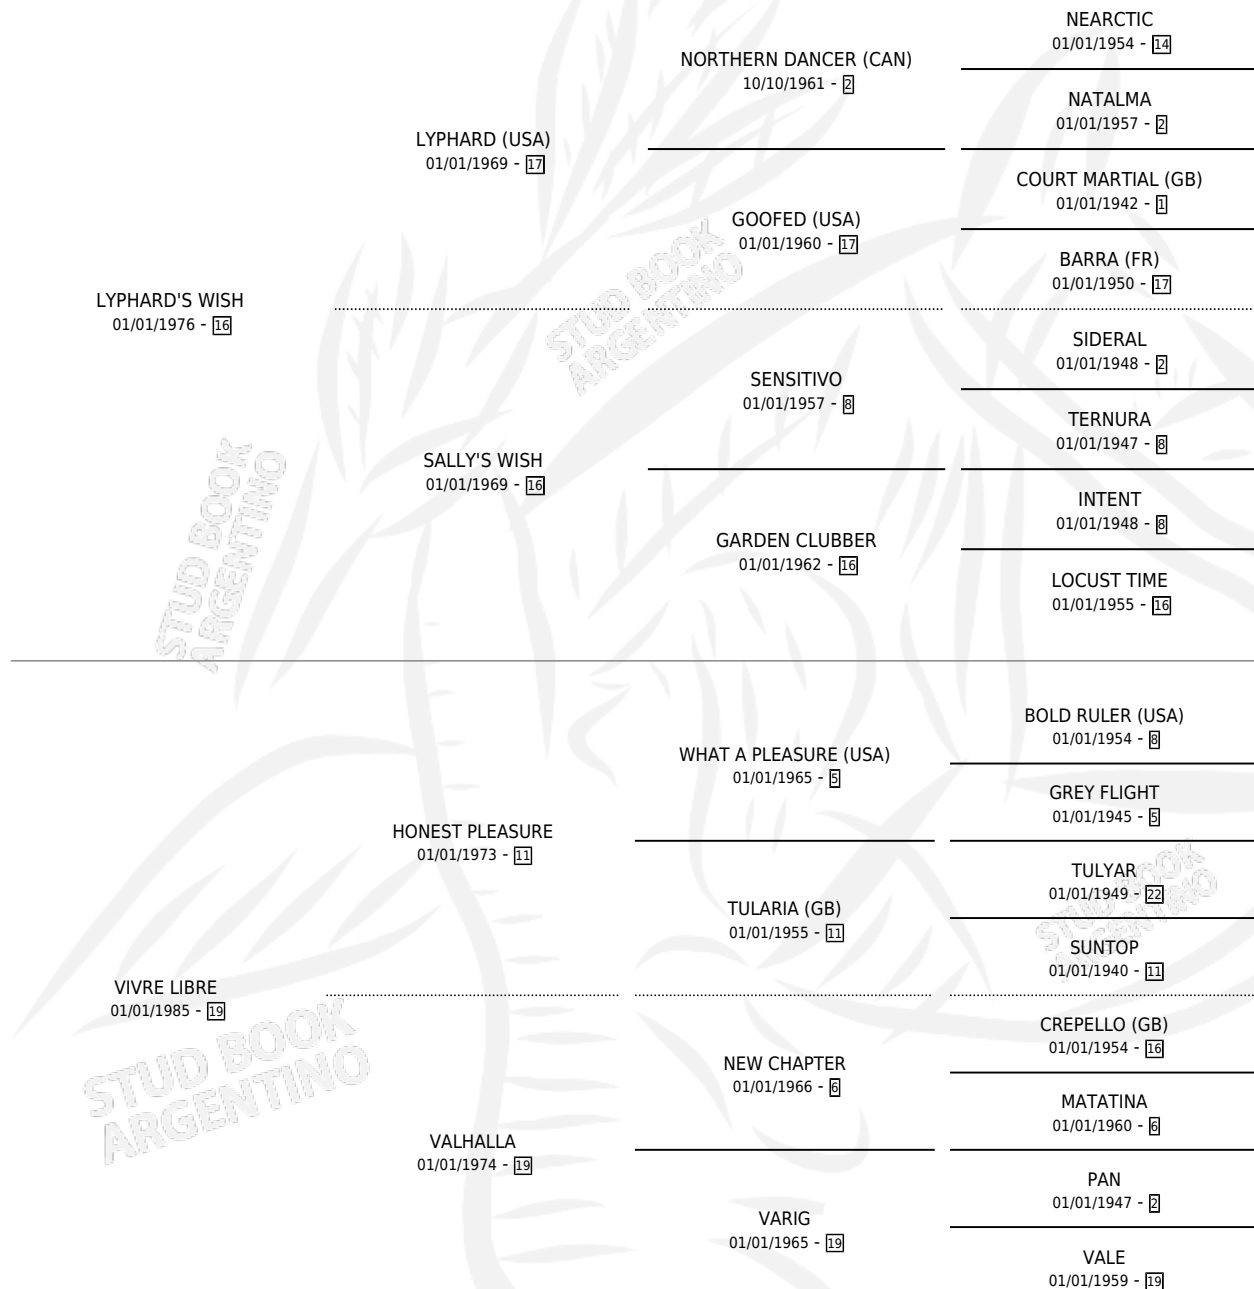 NEARCTIC
01/01/1954 - 14
NORTHERN DANCER (CAN)
10/10/1961 - 2
NATALMA
01/01/1957 - 2
LYPHARD (USA)
01/01/1969 - 17
COURT MARTIAL (GB)
01/01/1942 - 1
GOOFED (USA)
01/01/1960 - 17
BARRA (FR)
01/01/1950 - 17
LYPHARD'S WISH
01/01/1976 - 16
STUD BOOK
ARGENTINO
SIDERAL
01/01/1948 - 2
SENSITIVO
01/01/1957 - 8
TERNURA
01/01/1947 - 8
SALLY'S WISH
01/01/1969 - 16
INTENT
01/01/1948 - 8
GARDEN CLUBBER
01/01/1962 - 16
LOCUST TIME
01/01/1955 - 16
STUD BOOK
ARGENTINO
BOLD RULER (USA)
01/01/1954 - 8
WHAT A PLEASURE (USA)
01/01/1965 - 5
GREY FLIGHT
01/01/1945 - 5
HONEST PLEASURE
01/01/1973 - 11
TULYAR
01/01/1949 - 22
TULARIA (GB)
01/01/1955 - 11
SUNTOP
01/01/1940 - 11
STUD BOOK
ARGENTINO
VIVRE LIBRE
01/01/1985 - 19
STUD BOOK
ARGENTINO
CREPELLO (GB)
01/01/1954 - 16
NEW CHAPTER
01/01/1966 - 6
MATATINA
01/01/1960 - 6
VALHALLA
01/01/1974 - 19
PAN
01/01/1947 - 2
VARIG
01/01/1965 - 19
VALE
01/01/1959 - 19